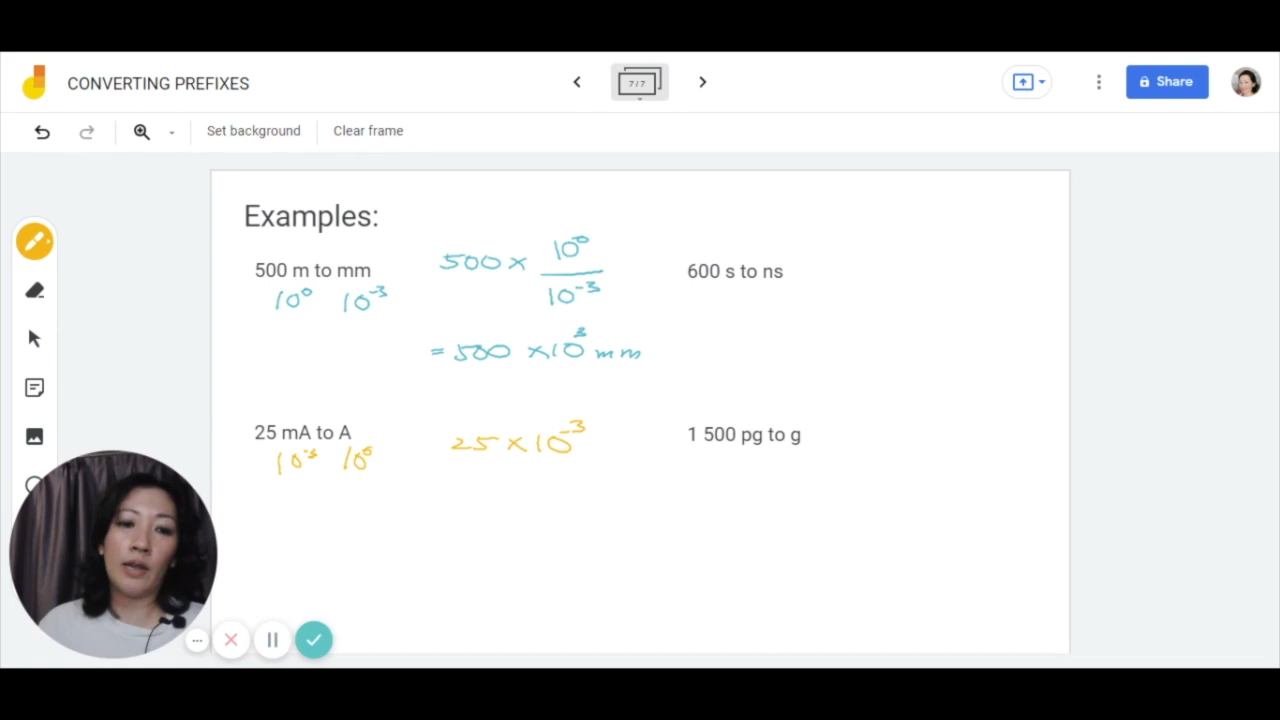 CONVERTING PREFIXES
7 / 7
Share
Set background
Clear frame
Examples:
500 m to mm
10⁰ 10⁻³
500 × 10⁰ / 10⁻³
= 500 × 10³ mm
600 s to ns
25 mA to A
10⁻³ 10⁰
25 × 10⁻³
1 500 pg to g